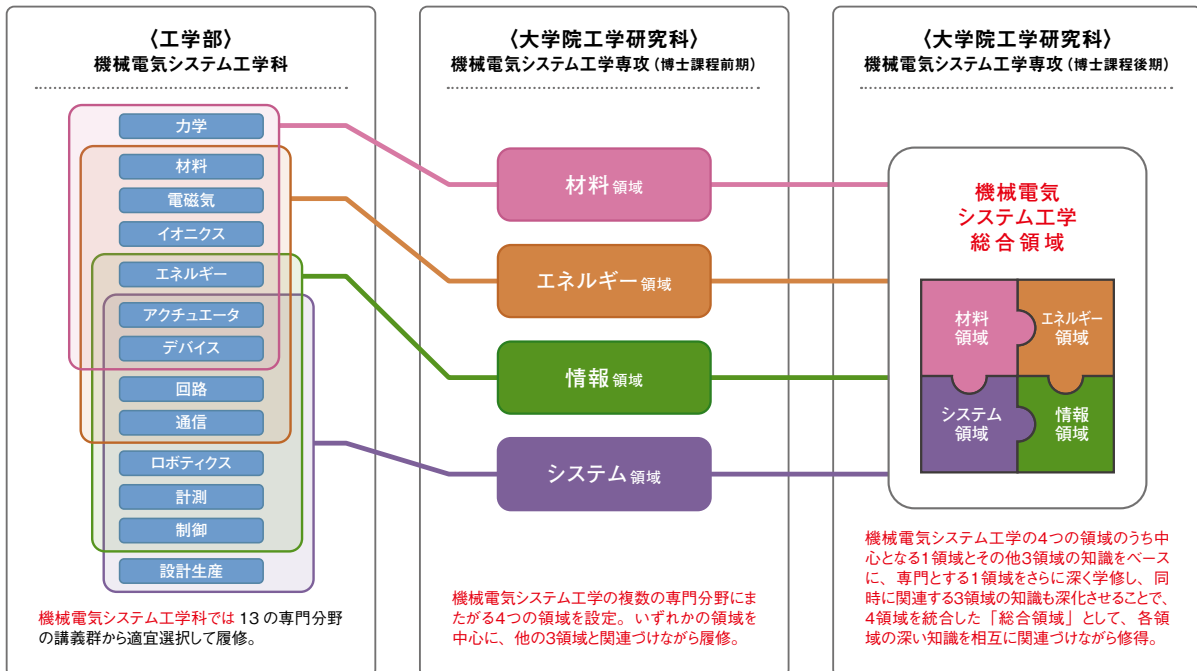 〈工学部〉
機械電気システム工学科
力学
材料
電磁気
イオニクス
エネルギー
アクチュエータ
デバイス
回路
通信
ロボティクス
計測
制御
設計生産
機械電気システム工学科では 13 の専門分野
の講義群から適宜選択して履修。
〈大学院工学研究科〉
機械電気システム工学専攻（博士課程前期）
材料領域
エネルギー領域
情報領域
システム領域
機械電気システム工学の複数の専門分野にま
たがる4つの領域を設定。いずれかの領域を
中心に、他の3領域と関連づけながら履修。
〈大学院工学研究科〉
機械電気システム工学専攻（博士課程後期）
機械電気
システム工学
総合領域
材料
領域
エネルギー
領域
システム
領域
情報
領域
機械電気システム工学の4つの領域のうち中
心となる1領域とその他3領域の知識をベース
に、専門とする1領域をさらに深く学修し、同
時に関連する3領域の知識も深化させることで、
4領域を統合した「総合領域」として、各領
域の深い知識を相互に関連づけながら修得。